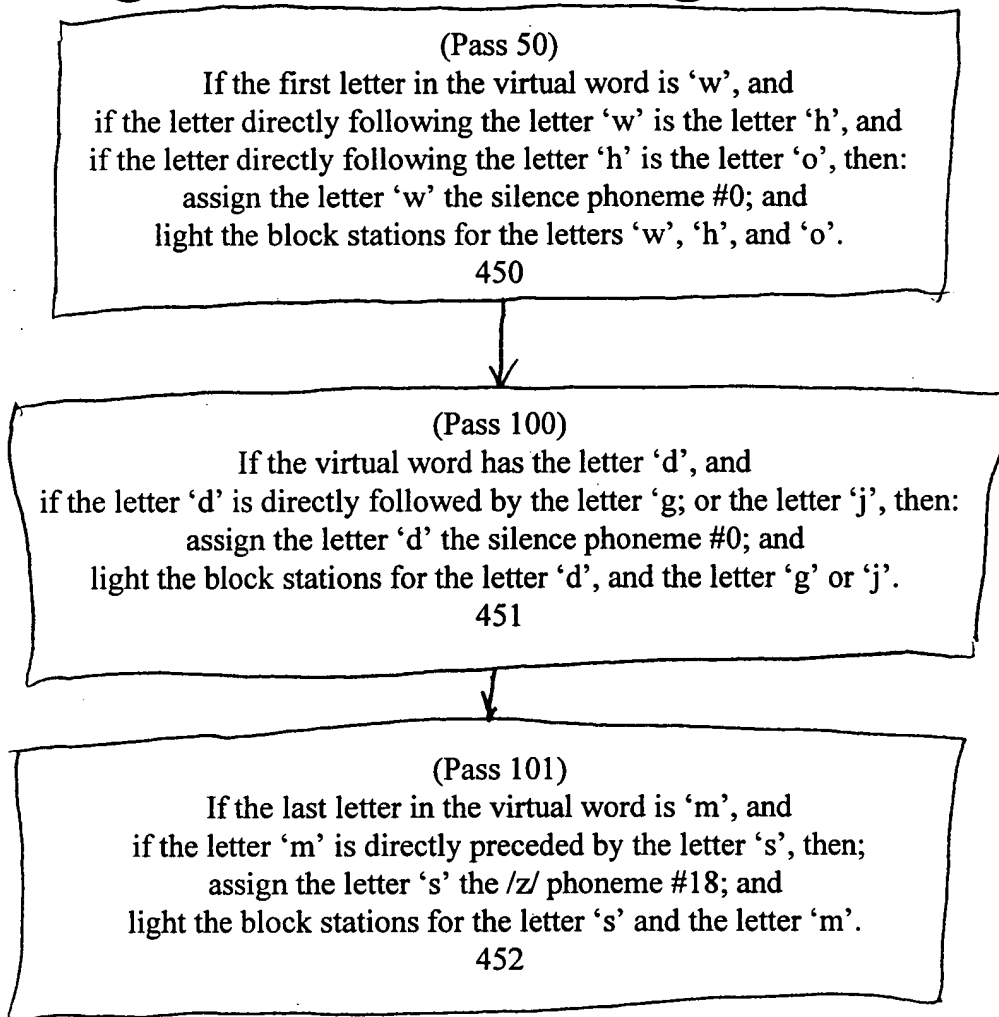 (Pass 50)
If the first letter in the virtual word is ‘w’, and
if the letter directly following the letter ‘w’ is the letter ‘h’, and
if the letter directly following the letter ‘h’ is the letter ‘o’, then:
assign the letter ‘w’ the silence phoneme #0; and
light the block stations for the letters ‘w’, ‘h’, and ‘o’.
450
(Pass 100)
If the virtual word has the letter ‘d’, and
if the letter ‘d’ is directly followed by the letter ‘g; or the letter ‘j’, then:
assign the letter ‘d’ the silence phoneme #0; and
light the block stations for the letter ‘d’, and the letter ‘g’ or ‘j’.
451
(Pass 101)
If the last letter in the virtual word is ‘m’, and
if the letter ‘m’ is directly preceded by the letter ‘s’, then;
assign the letter ‘s’ the /z/ phoneme #18; and
light the block stations for the letter ‘s’ and the letter ‘m’.
452